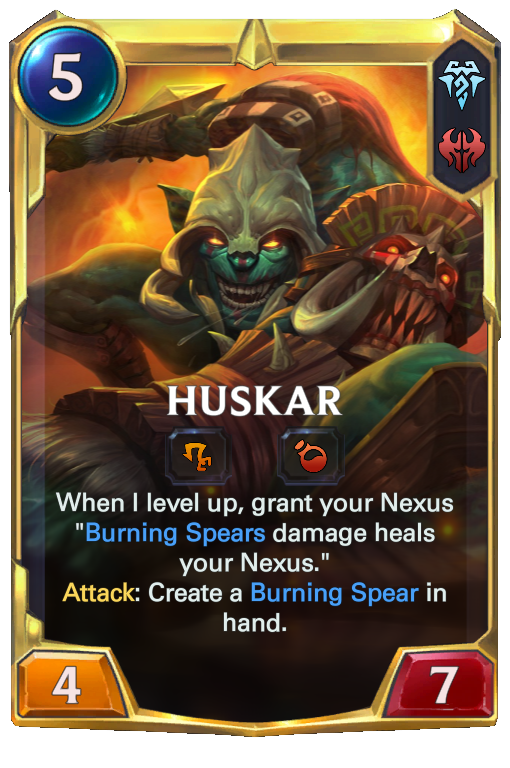 5
HUSKAR
When I level up, grant your Nexus
"Burning Spears damage heals
your Nexus."
Attack: Create a Burning Spear in
hand.
4
7